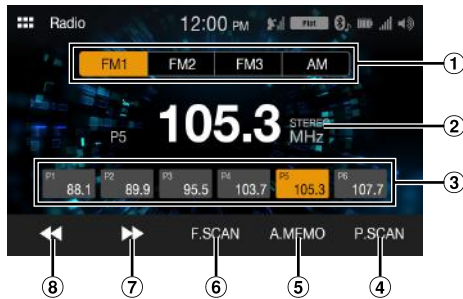 Radio 12:00 PM Flat
FM1 FM2 FM3 AM 1
P5 105.3 STEREO MHz 2
P1 88.1 P2 89.9 P3 95.5 P4 103.7 P5 105.3 P6 107.7 3
F.SCAN A.MEMO P.SCAN
8 7 6 5 4